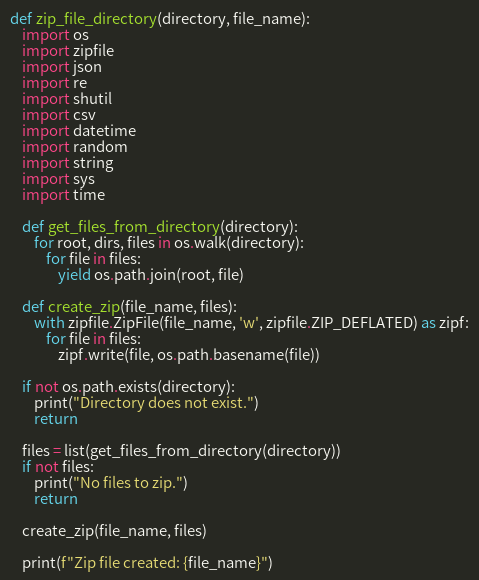 def zip_file_directory(directory, file_name):
    import os
    import zipfile
    import json
    import re
    import shutil
    import csv
    import datetime
    import random
    import string
    import sys
    import time

    def get_files_from_directory(directory):
        for root, dirs, files in os.walk(directory):
            for file in files:
                yield os.path.join(root, file)

    def create_zip(file_name, files):
        with zipfile.ZipFile(file_name, 'w', zipfile.ZIP_DEFLATED) as zipf:
            for file in files:
                zipf.write(file, os.path.basename(file))

    if not os.path.exists(directory):
        print("Directory does not exist.")
        return

    files = list(get_files_from_directory(directory))
    if not files:
        print("No files to zip.")
        return

    create_zip(file_name, files)

    print(f"Zip file created: {file_name}")